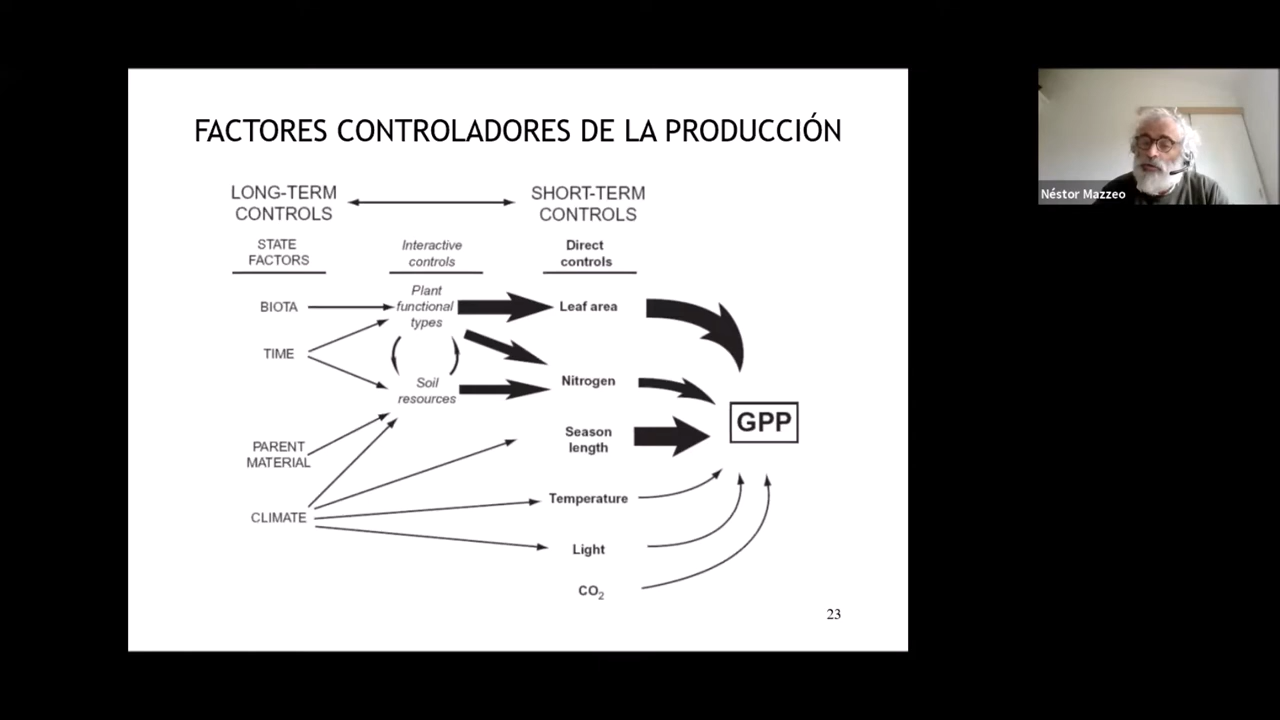 FACTORES CONTROLADORES DE LA PRODUCCIÓN
LONG-TERM
CONTROLS
SHORT-TERM
CONTROLS
STATE
FACTORS
Interactive
controls
Direct
controls
BIOTA
Plant
functional
types
Leaf area
TIME
Soil
resources
Nitrogen
PARENT
MATERIAL
Season
length
GPP
CLIMATE
Temperature
Light
CO₂
23
Néstor Mazzeo